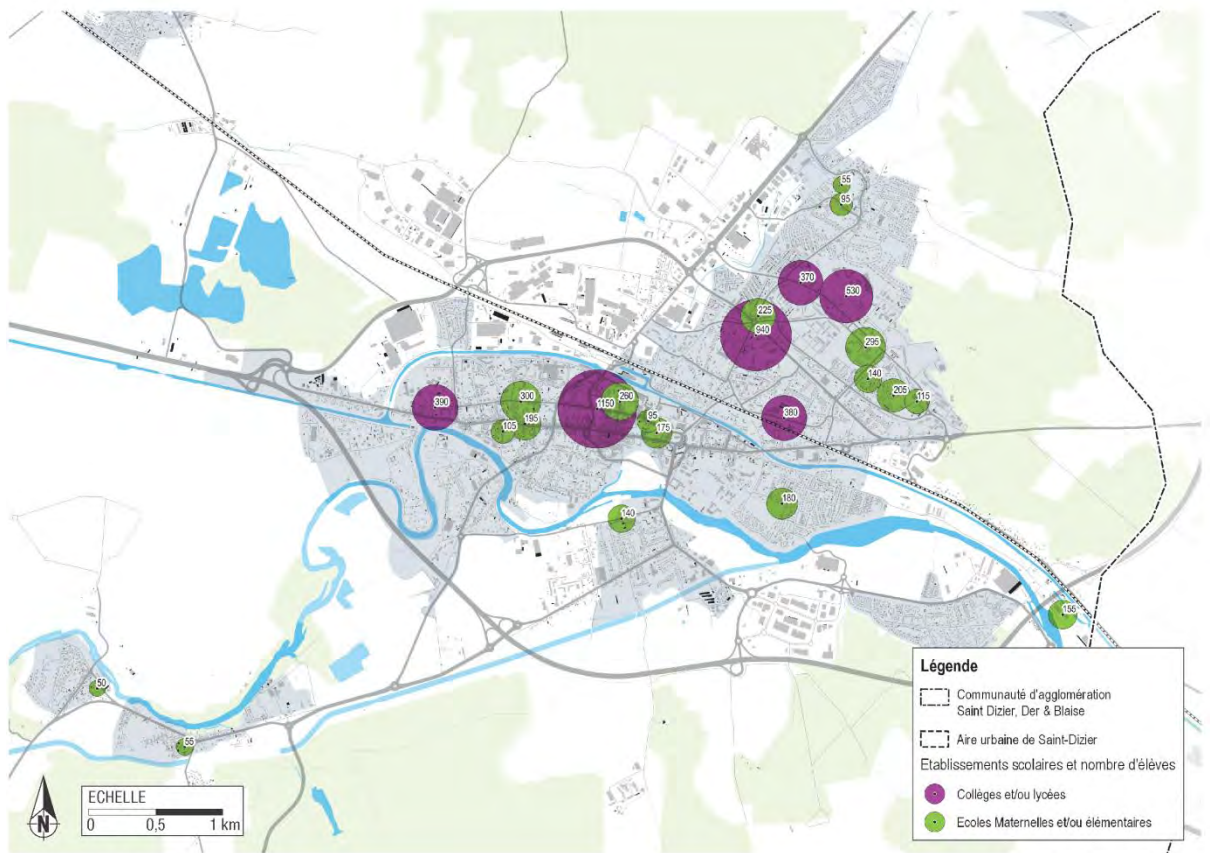 55
95
370
530
225
940
295
140
205
115
390
300
1150
260
380
105
195
95
175
180
140
155
50
55
Légende
Communauté d'agglomération
Saint Dizier, Der & Blaise
Aire urbaine de Saint-Dizier
Etablissements scolaires et nombre d'élèves
Collèges et/ou lycées
Ecoles Maternelles et/ou élémentaires
N
ECHELLE
0 0,5 1 km